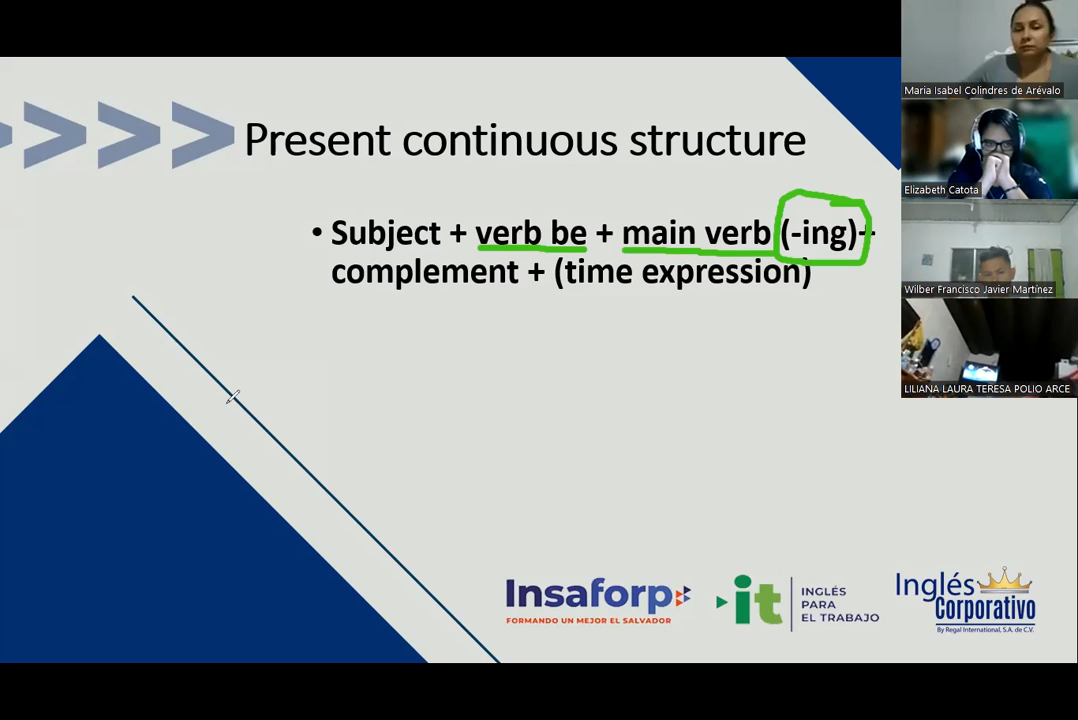 >>>>
Present continuous structure
• Subject + verb be + main verb (-ing)+
complement + (time expression)
Insaforp
FORMANDO UN MEJOR EL SALVADOR
it
INGLÉS
PARA
EL TRABAJO
Inglés
Corporativo
By Regal International, S.A. de C.V.
Maria Isabel Colindres de Arévalo
Elizabeth Catota
Wilber Francisco Javier Martínez
LILIANA LAURA TERESA POLIO ARCE